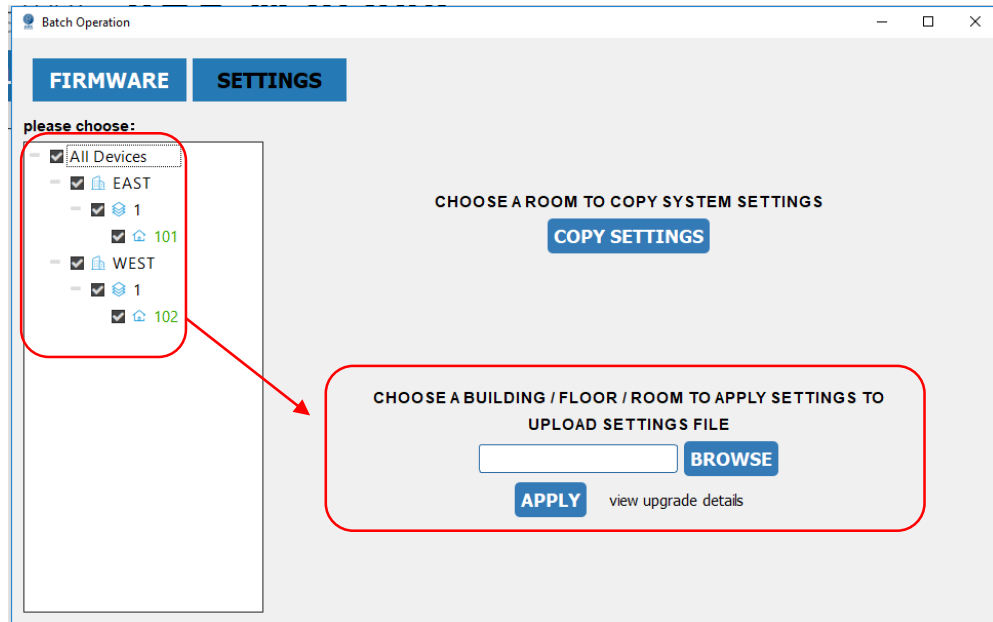 Batch Operation
FIRMWARE
SETTINGS
please choose:
All Devices
EAST
1
101
WEST
1
102
CHOOSE A ROOM TO COPY SYSTEM SETTINGS
COPY SETTINGS
CHOOSE A BUILDING / FLOOR / ROOM TO APPLY SETTINGS TO
UPLOAD SETTINGS FILE
BROWSE
APPLY
view upgrade details